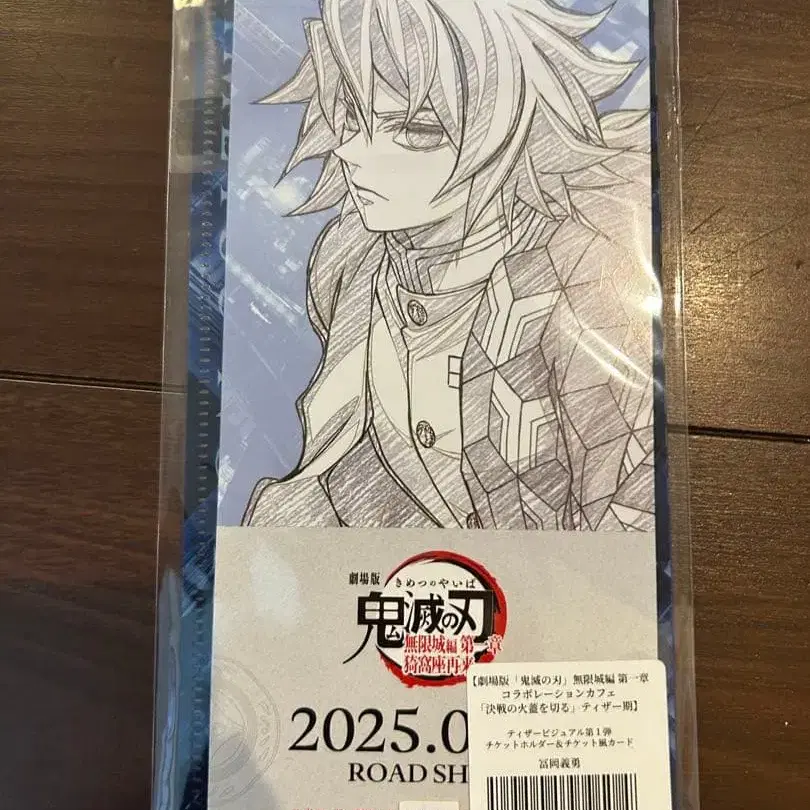 劇場版
きめつのやいば
鬼滅の刃
無限城編 第一章
猗窩座再来
2025.0
ROAD SH
【劇場版「鬼滅の刃」無限城編 第一章
コラボレーションカフェ
「決戦の火蓋を切る」ティザー期】
ティザービジュアル第1弾
チケットホルダー＆チケット風カード
冨岡義勇